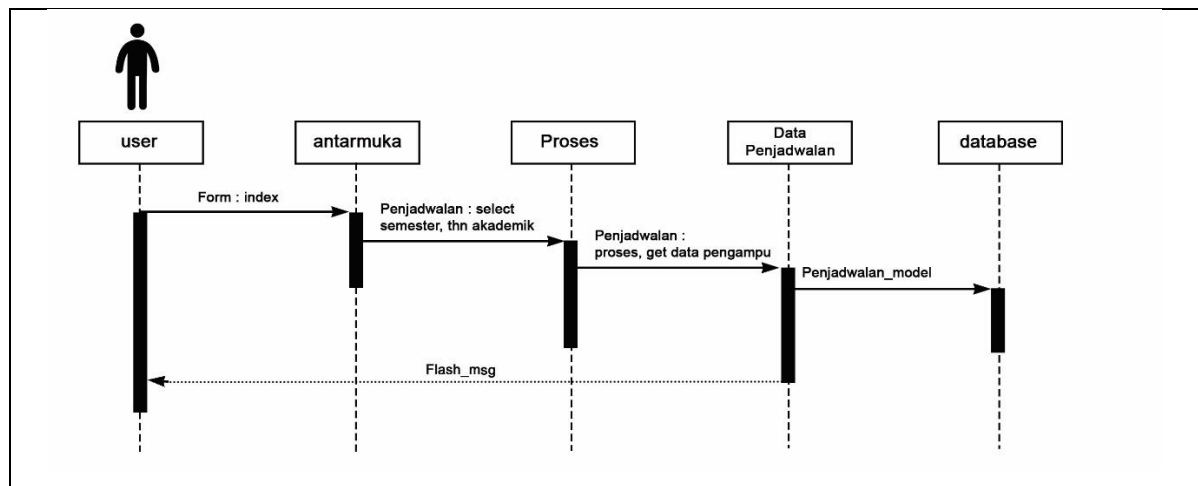 user
antarmuka
Proses
Data
Penjadwalan
database
Form : index
Penjadwalan : select
semester, thn akademik
Penjadwalan :
proses, get data pengampu
Penjadwalan_model
Flash_msg